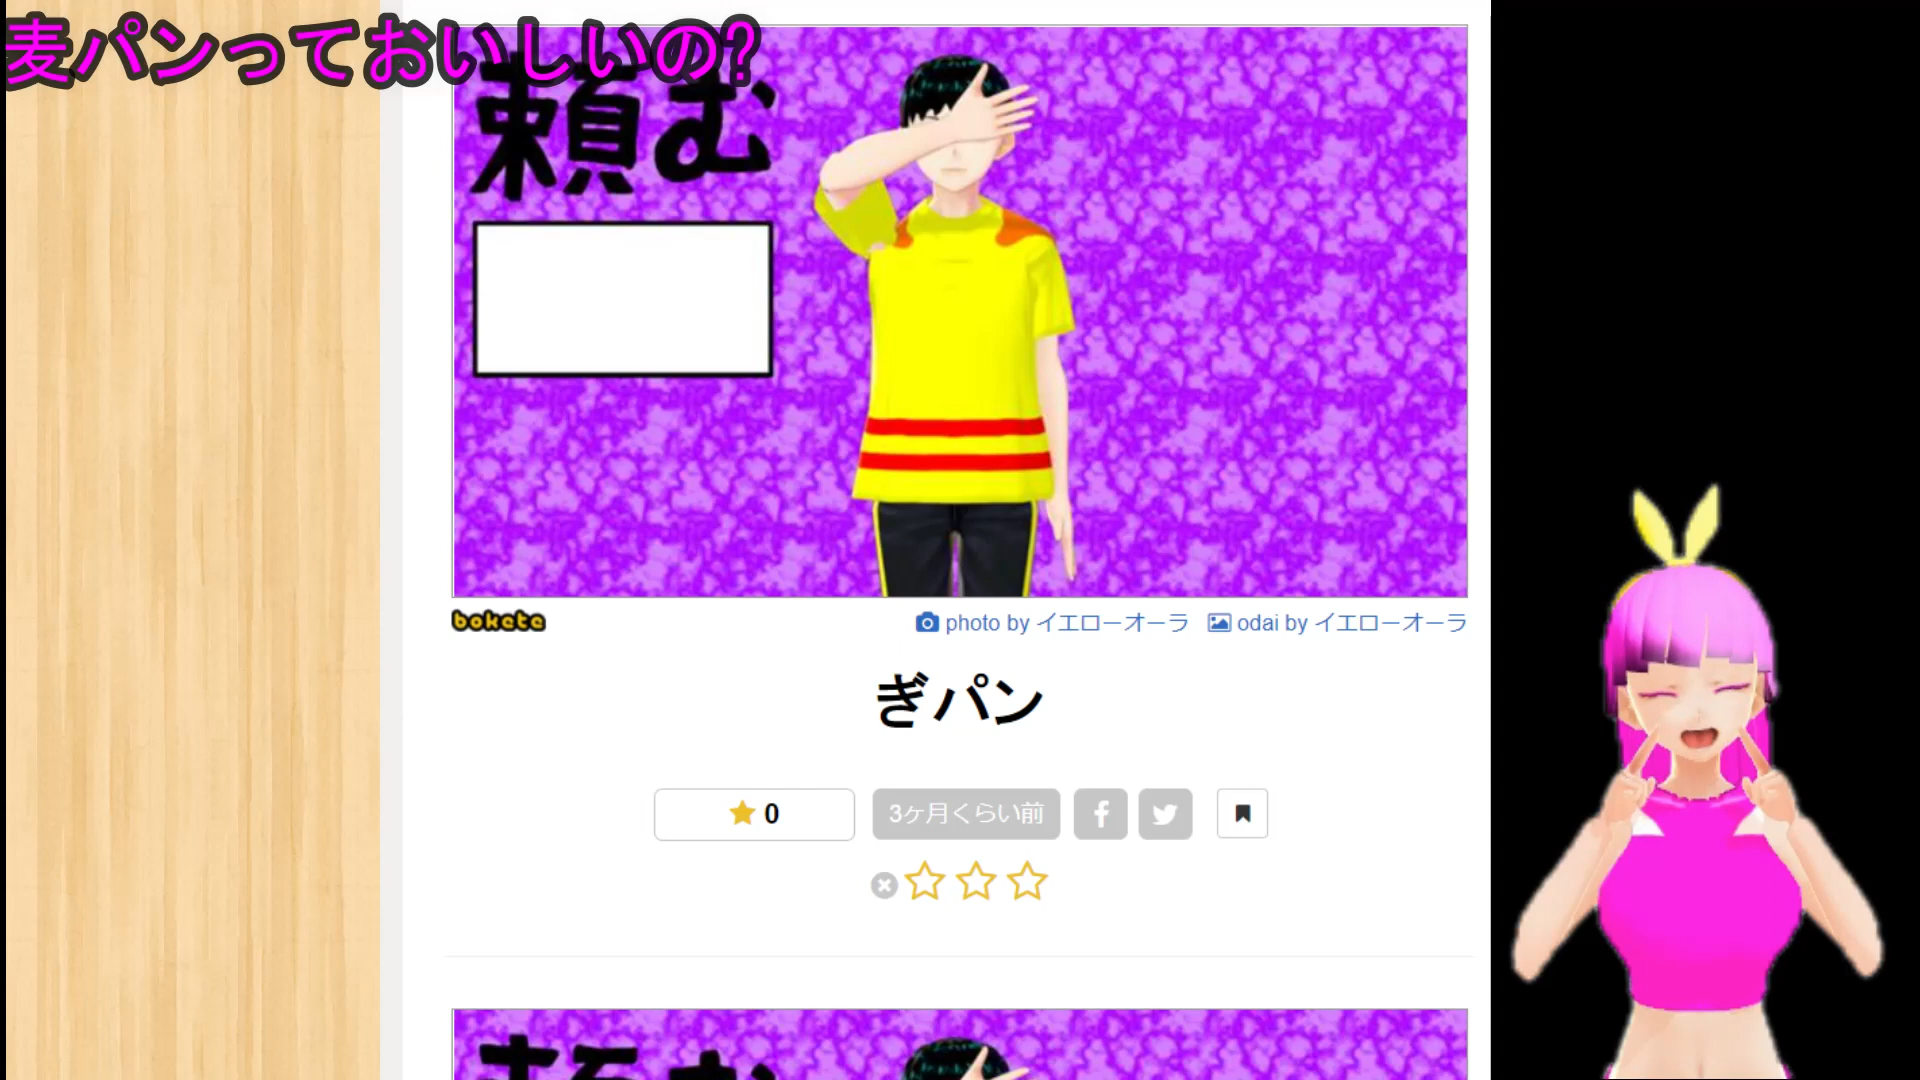 麦パンっておいしいの?
頼む
bokete
photo by イエローオーラ odai by イエローオーラ
ぎパン
0
3ヶ月くらい前
頼む